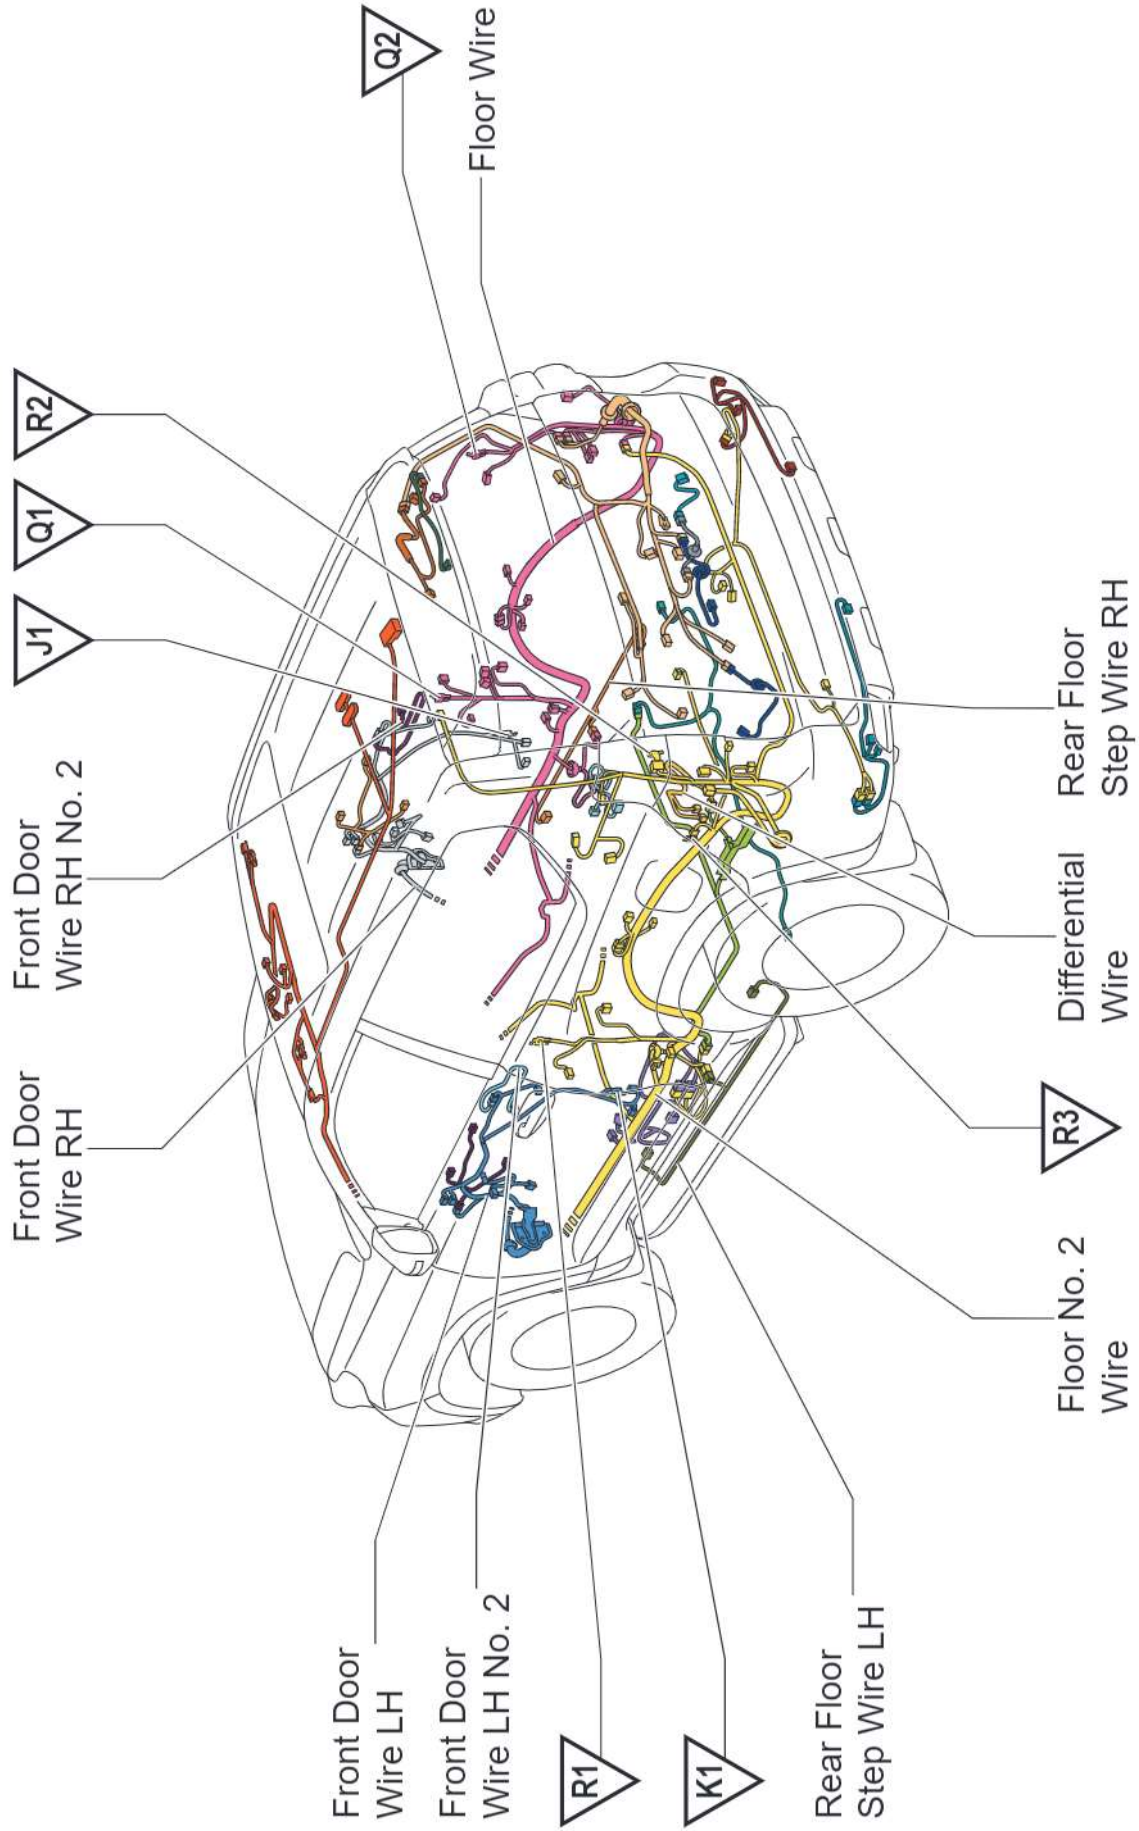 Front Door
Wire RH
Front Door
Wire RH No. 2
J1
Q1
R2
Front Door
Wire LH
Q2
Front Door
Wire LH No. 2
Floor Wire
R1
K1
Rear Floor
Step Wire LH
Floor No. 2
Wire
R3
Differential
Wire
Rear Floor
Step Wire RH